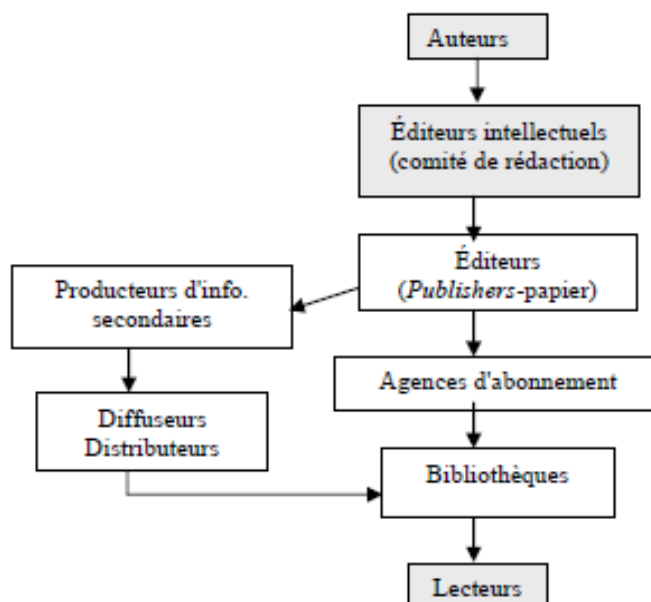 Auteurs
Éditeurs intellectuels
(comité de rédaction)
Éditeurs
(Publishers-papier)
Producteurs d'info.
secondaires
Agences d'abonnement
Diffuseurs
Distributeurs
Bibliothèques
Lecteurs